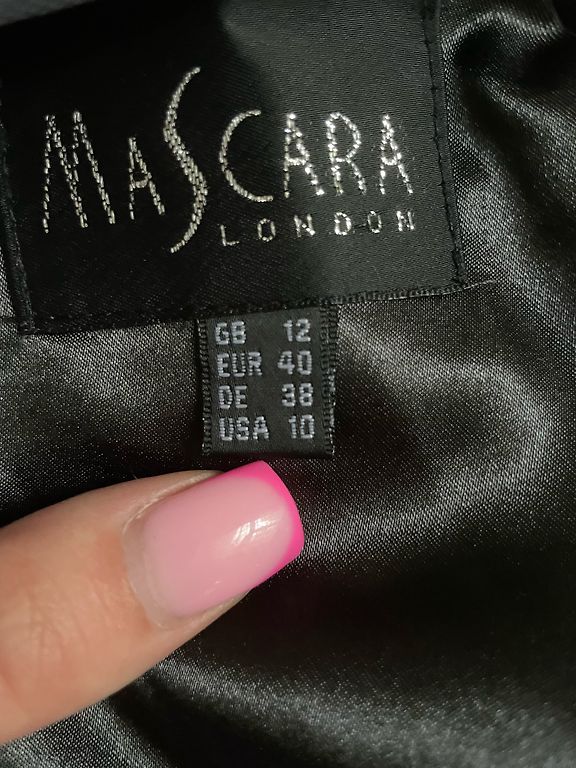 MASCARA
LONDON
GB 12
EUR 40
DE 38
USA 10